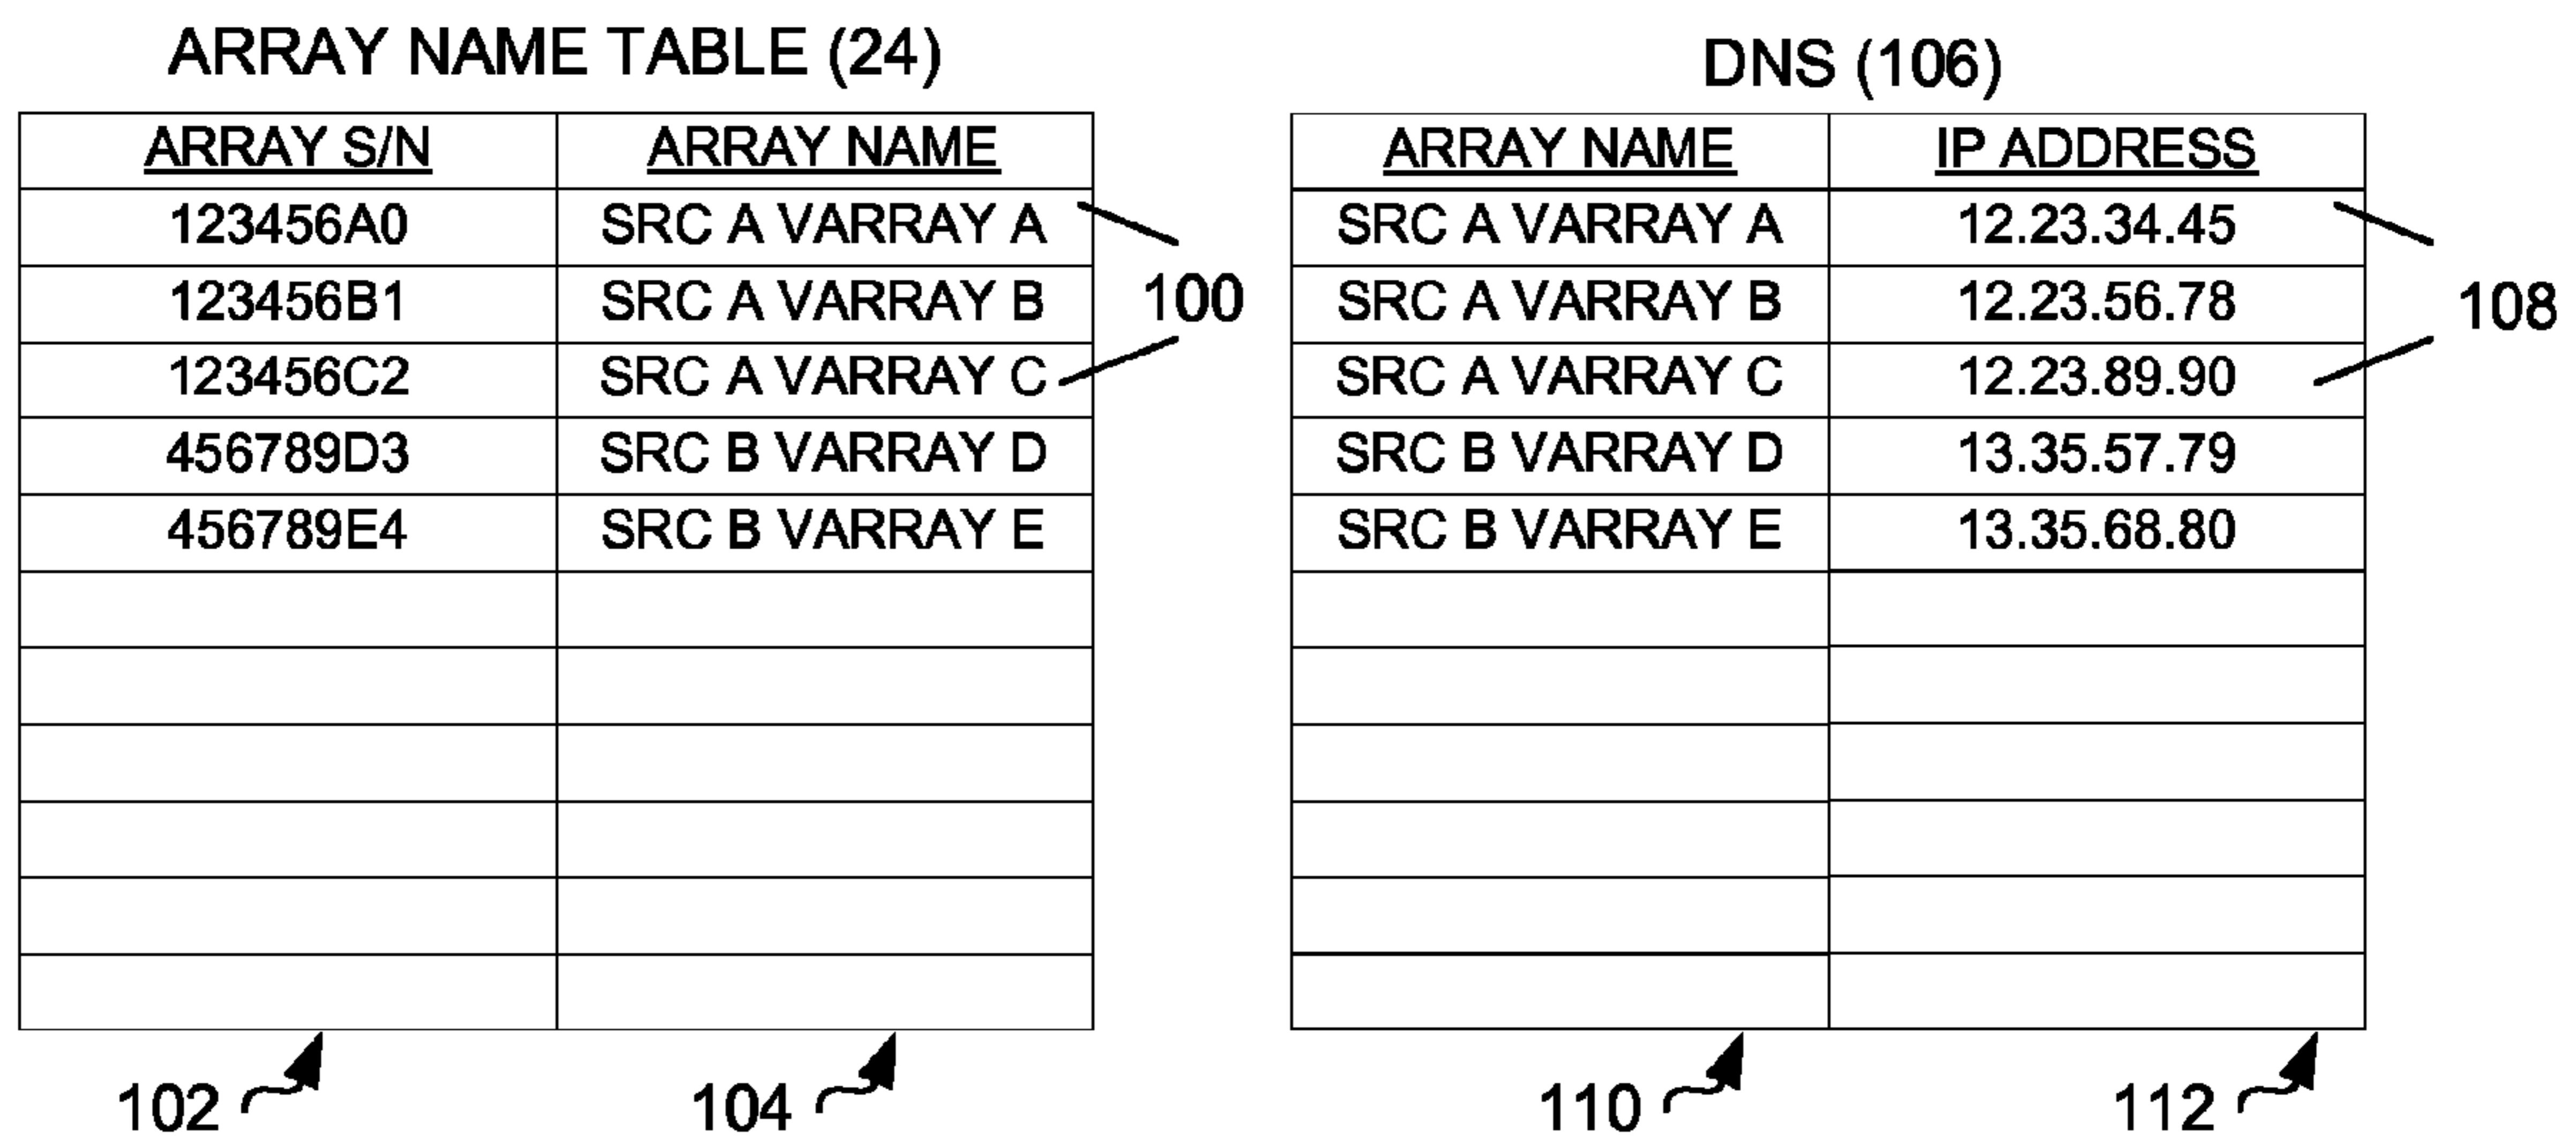 ARRAY NAME TABLE (24)
ARRAY S/N ARRAY NAME
123456A0 SRC A VARRAY A
123456B1 SRC A VARRAY B
123456C2 SRC A VARRAY C
456789D3 SRC B VARRAY D
456789E4 SRC B VARRAY E
100
102 104
DNS (106)
ARRAY NAME IP ADDRESS
SRC A VARRAY A 12.23.34.45
SRC A VARRAY B 12.23.56.78
SRC A VARRAY C 12.23.89.90
SRC B VARRAY D 13.35.57.79
SRC B VARRAY E 13.35.68.80
108
110 112